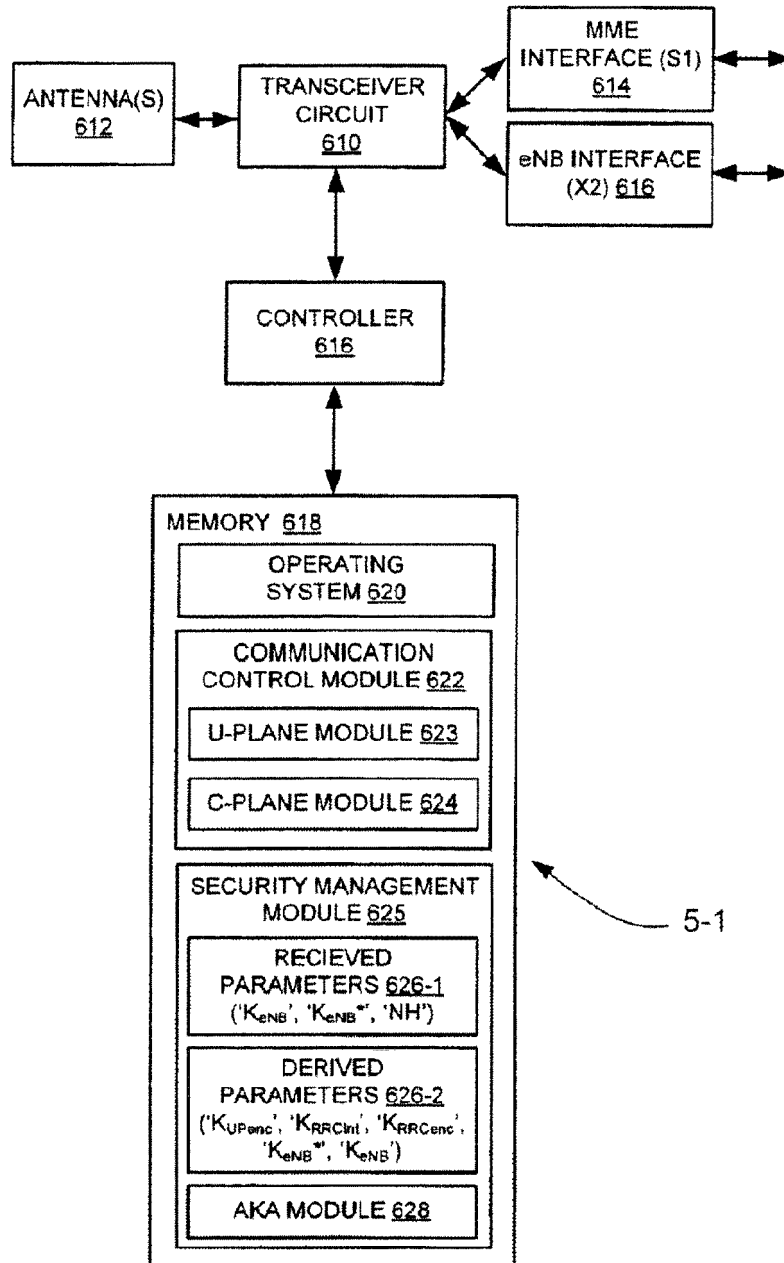 ANTENNA(S)
612
TRANSCEIVER
CIRCUIT
610
MME
INTERFACE (S1)
614
eNB INTERFACE
(X2) 616
CONTROLLER
616
MEMORY 618
OPERATING
SYSTEM 620
COMMUNICATION
CONTROL MODULE 622
U-PLANE MODULE 623
C-PLANE MODULE 624
SECURITY MANAGEMENT
MODULE 625
RECIEVED
PARAMETERS 626-1
('KeNB', 'KeNB*', 'NH')
DERIVED
PARAMETERS 626-2
('KUPenc', 'KRRCint', 'KRRCenc',
'KeNB*', 'KeNB')
AKA MODULE 628
5-1